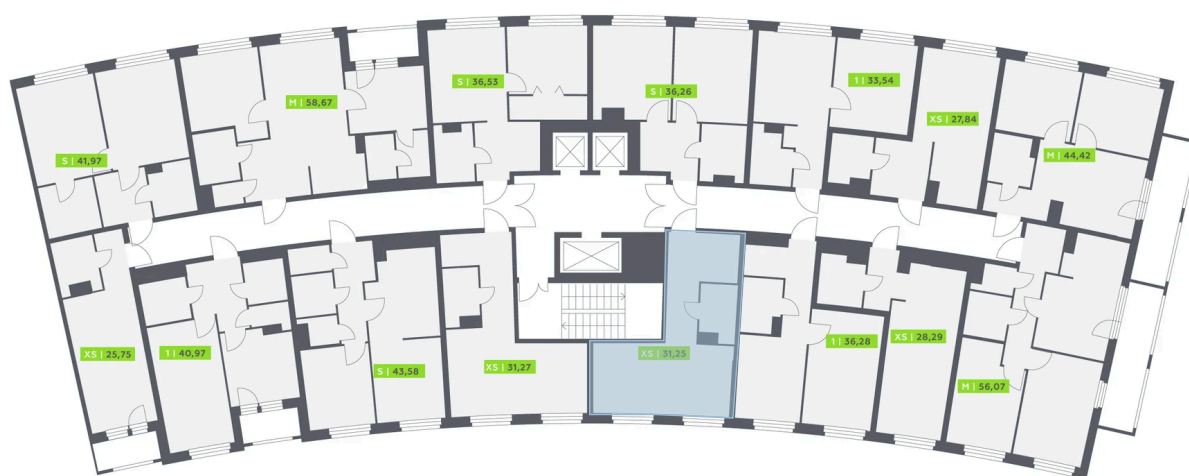 S | 41,97
M | 58,67
S | 36,53
S | 36,26
1 | 33,54
XS | 27,84
M | 44,42
XS | 25,75
1 | 40,97
S | 43,58
XS | 31,27
XS | 31,25
1 | 36,28
XS | 28,29
M | 56,07